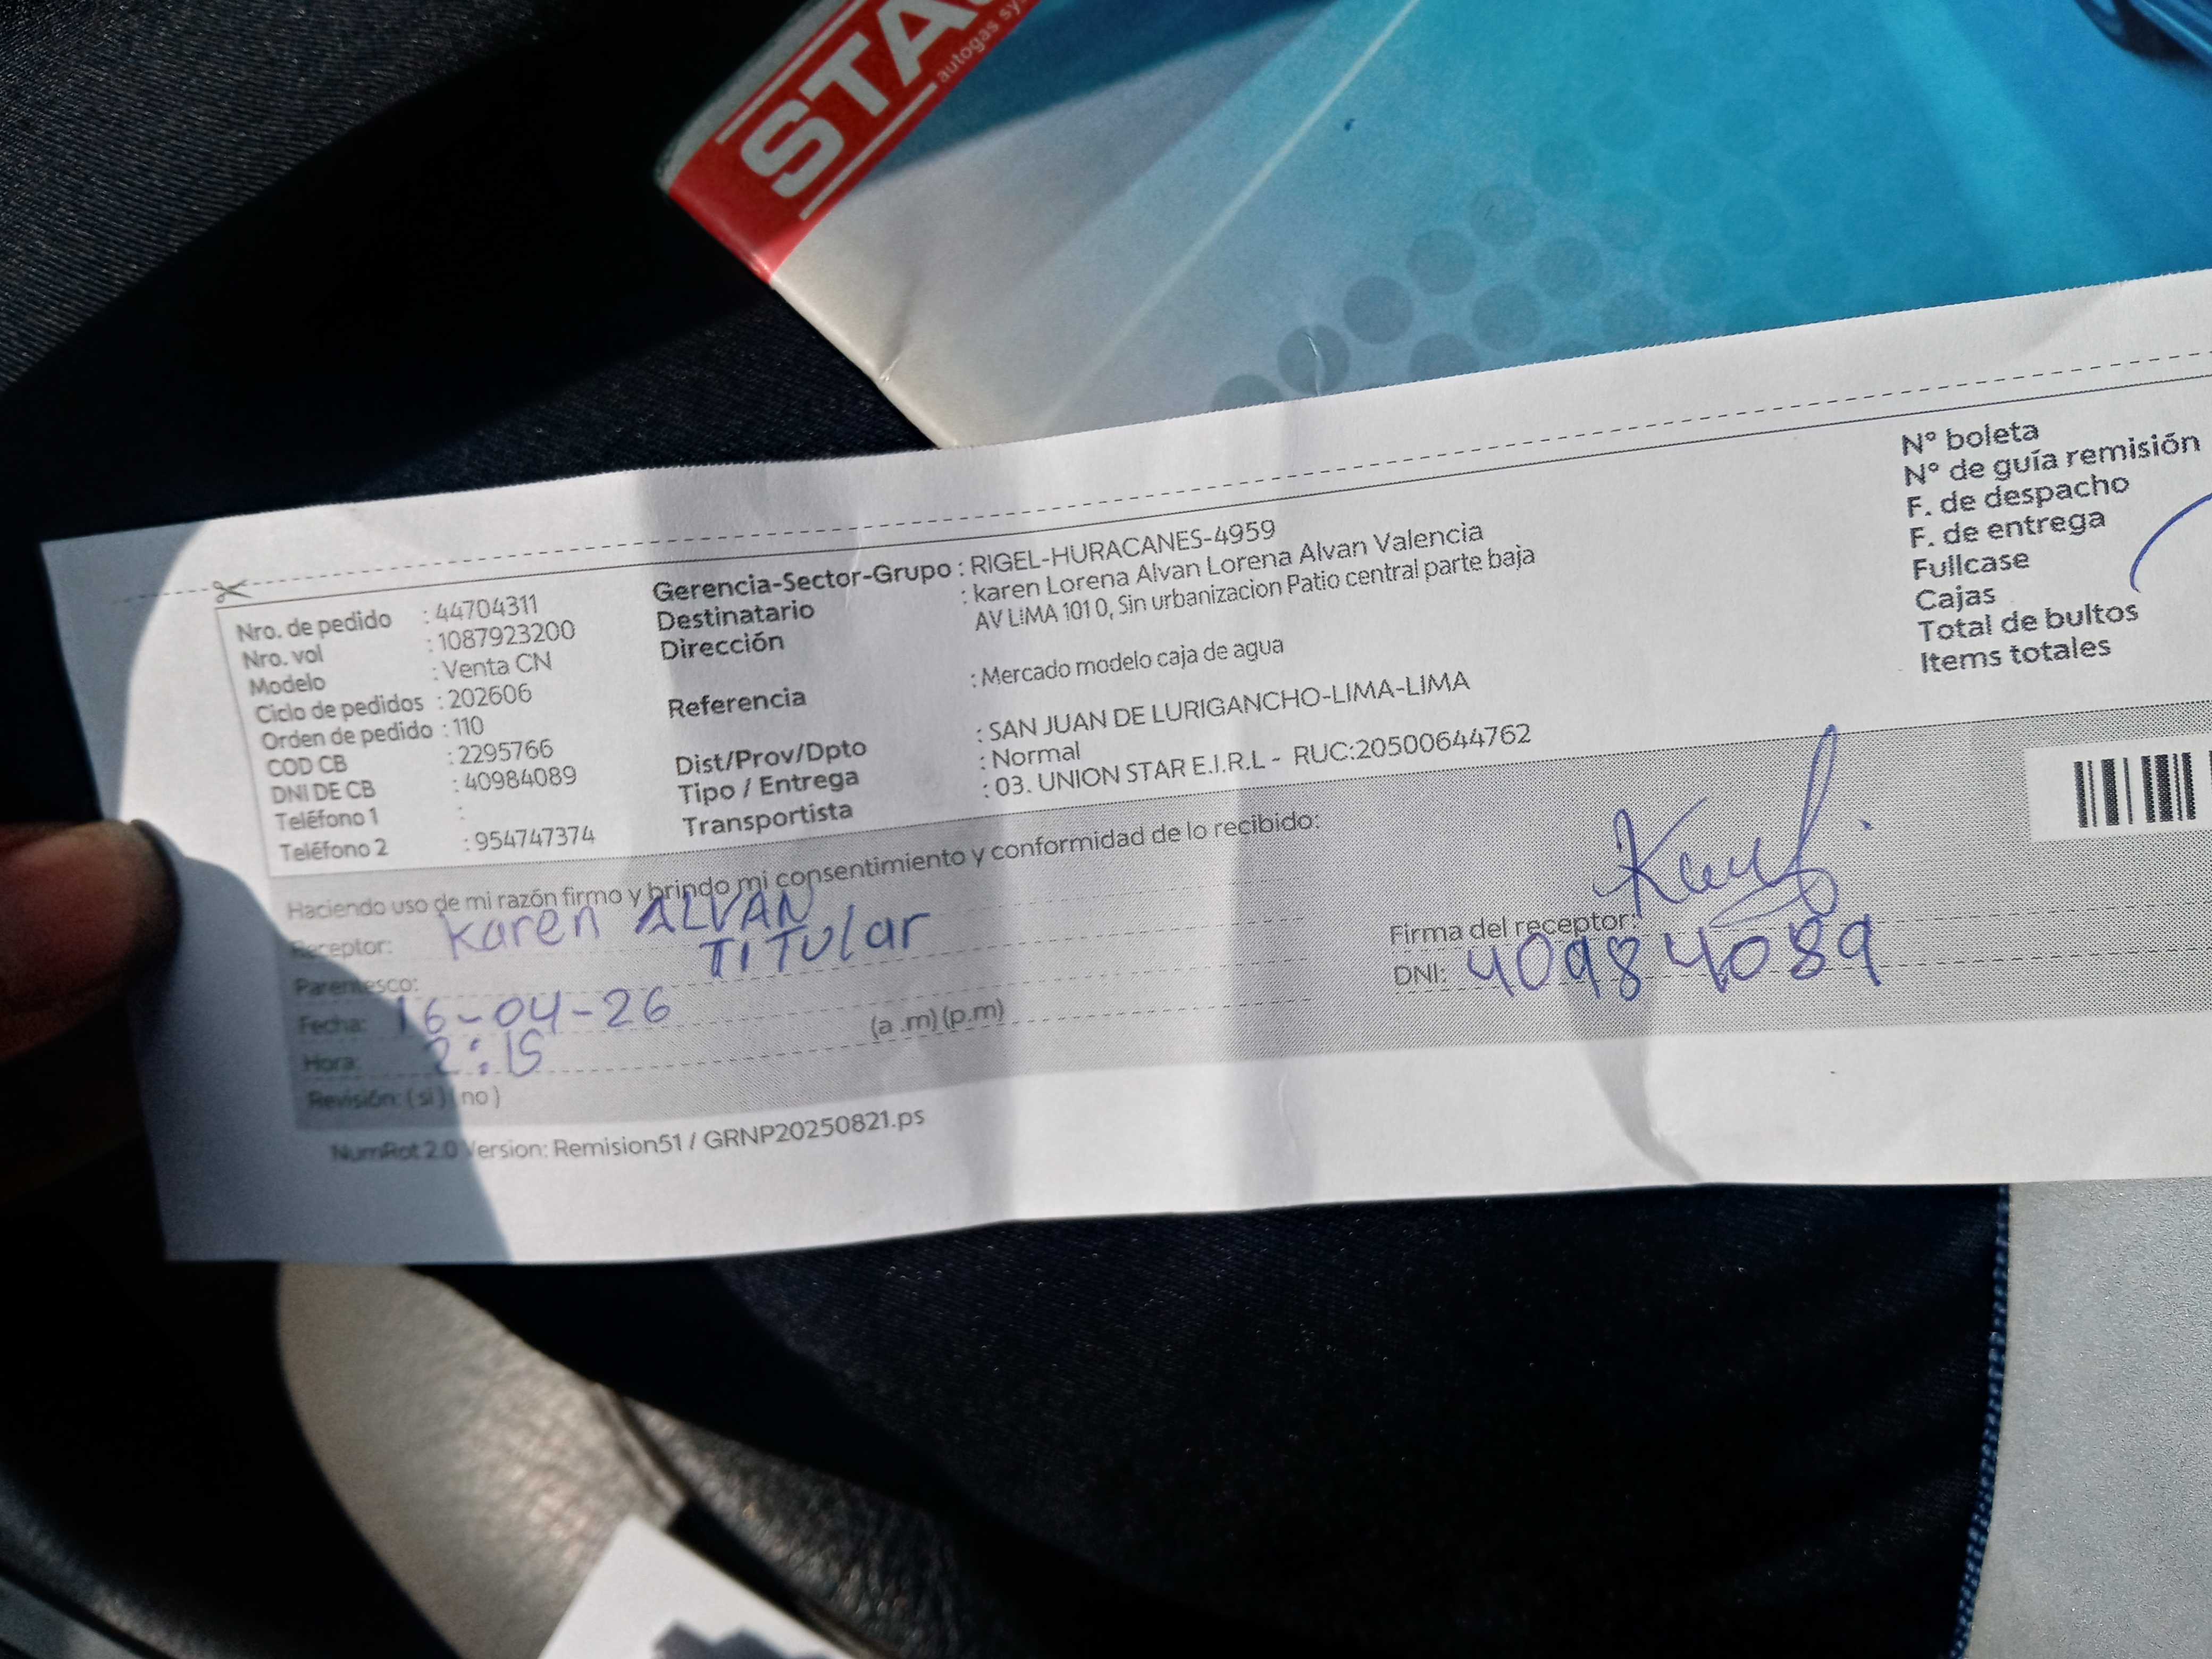 STA
autogas sy
Nro. de pedido : 44704311
Nro. vol : 1087923200
Modelo : Venta CN
Ciclo de pedidos : 202606
Orden de pedido : 110
COD CB : 2295766
DNI DE CB : 40984089
Teléfono 1 :
Teléfono 2 : 954747374
Gerencia-Sector-Grupo : RIGEL-HURACANES-4959
Destinatario : karen Lorena Alvan Lorena Alvan Valencia
Dirección AV LIMA 101 0, Sin urbanizacion Patio central parte baja
Referencia : Mercado modelo caja de agua
Dist/Prov/Dpto : SAN JUAN DE LURIGANCHO-LIMA-LIMA
Tipo / Entrega : Normal
Transportista : 03. UNION STAR E.I.R.L - RUC:20500644762
N° boleta
N° de guía remisión
F. de despacho
F. de entrega
Fullcase
Cajas
Total de bultos
Items totales
Haciendo uso de mi razón firmo y brindo mi consentimiento y conformidad de lo recibido:
Receptor: Karen ALVAN
Parentesco: TITular
Fecha: 16-04-26
Hora: 2:15 (a .m) (p.m)
Revisión: ( si ) ( no )
Firma del receptor:
DNI: 40984089
NumRot 2.0 Version: Remision51 / GRNP20250821.ps